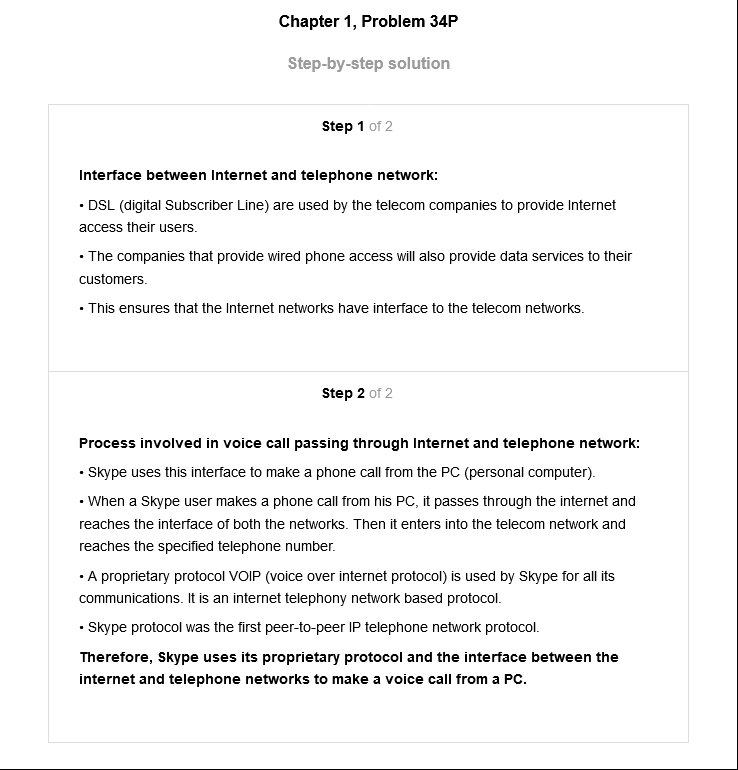 Chapter 1, Problem 34P
Step-by-step solution
Step 1 of 2
Interface between Internet and telephone network:
• DSL (digital Subscriber Line) are used by the telecom companies to provide Internet
access their users.
• The companies that provide wired phone access will also provide data services to their
customers.
• This ensures that the Internet networks have interface to the telecom networks.
Step 2 of 2
Process involved in voice call passing through Internet and telephone network:
• Skype uses this interface to make a phone call from the PC (personal computer).
• When a Skype user makes a phone call from his PC, it passes through the internet and
reaches the interface of both the networks. Then it enters into the telecom network and
reaches the specified telephone number.
• A proprietary protocol VOIP (voice over internet protocol) is used by Skype for all its
communications. It is an internet telephony network based protocol.
• Skype protocol was the first peer-to-peer IP telephone network protocol.
Therefore, Skype uses its proprietary protocol and the interface between the
internet and telephone networks to make a voice call from a PC.